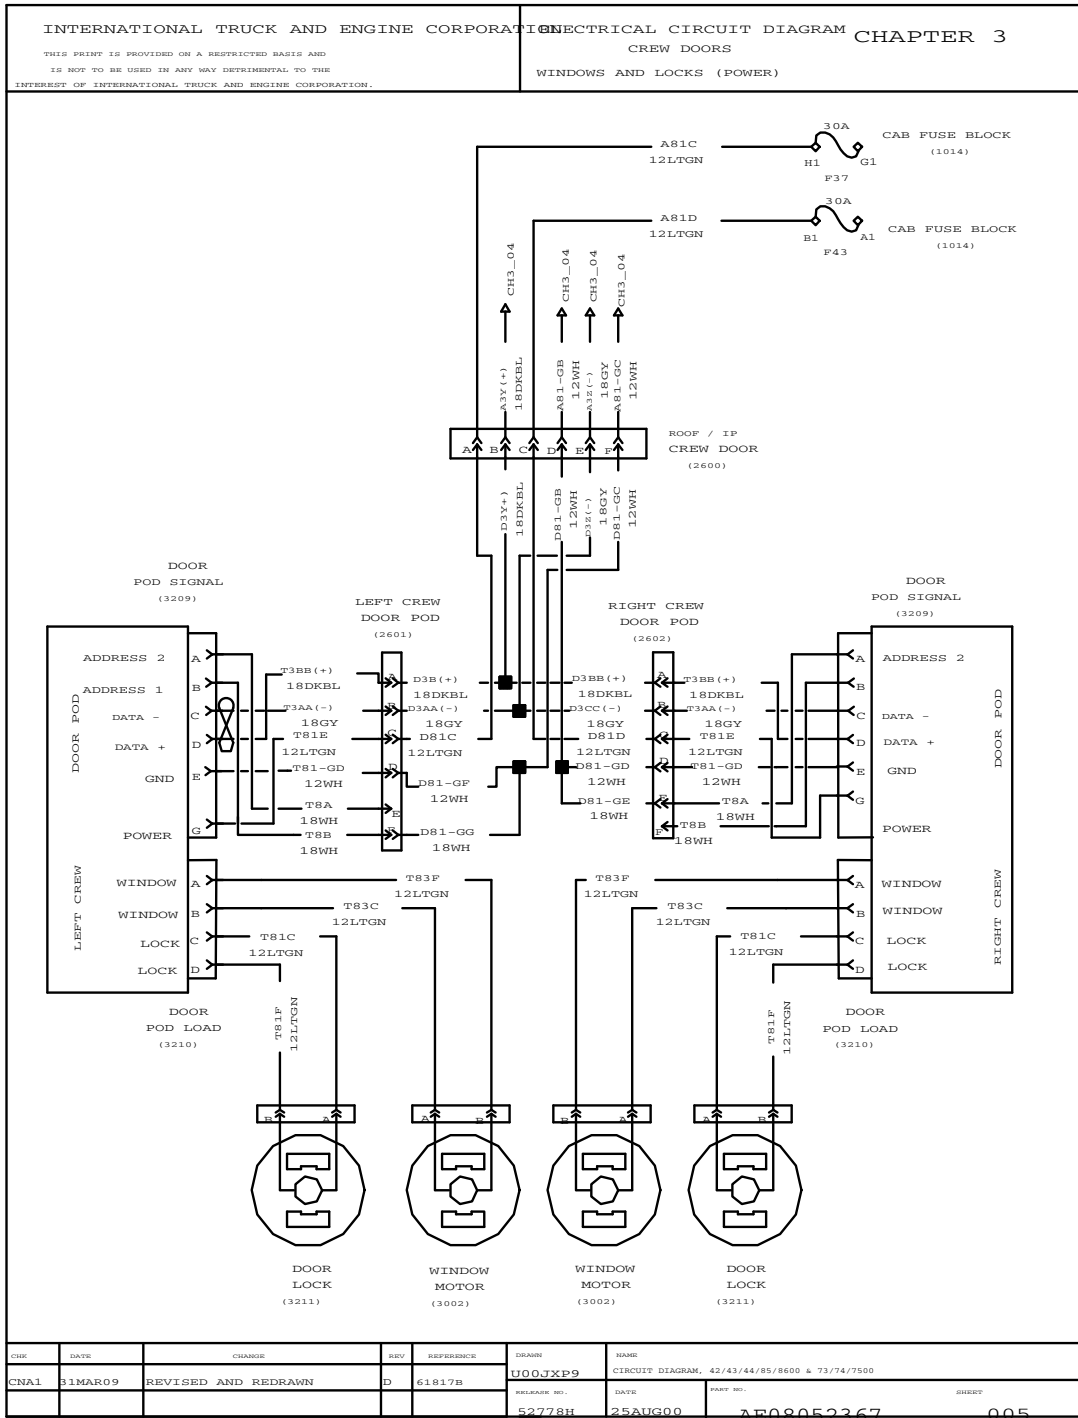 INTERNATIONAL TRUCK AND ENGINE CORPORATION
THIS PRINT IS PROVIDED ON A RESTRICTED BASIS AND
IS NOT TO BE USED IN ANY WAY DETRIMENTAL TO THE
INTEREST OF INTERNATIONAL TRUCK AND ENGINE CORPORATION.
ELECTRICAL CIRCUIT DIAGRAM
CREW DOORS
WINDOWS AND LOCKS (POWER)
CHAPTER 3
30A
A81C
12LTGN
H1
G1
F37
CAB FUSE BLOCK
(1014)
30A
A81D
12LTGN
B1
A1
F43
CAB FUSE BLOCK
(1014)
CH3_04
CH3_04
CH3_04
CH3_04
A3Y(+)
18DKBL
A81-GB
12WH
A3Z(-)
18GY
A81-GC
12WH
A
B
C
D
E
F
ROOF / IP
CREW DOOR
(2600)
D3Y+)
18DKBL
D81-GB
12WH
D3Z(-)
18GY
D81-GC
12WH
DOOR
POD SIGNAL
(3209)
LEFT CREW
DOOR POD
(2601)
RIGHT CREW
DOOR POD
(2602)
DOOR
POD SIGNAL
(3209)
DOOR POD
LEFT CREW
ADDRESS 2
ADDRESS 1
DATA -
DATA +
GND
POWER
A
B
C
D
E
G
T3BB(+)
18DKBL
T3AA(-)
18GY
T81E
12LTGN
T81-GD
12WH
T8A
18WH
T8B
18WH
A
B
C
D
E
F
D3B(+)
18DKBL
D3AA(-)
18GY
D81C
12LTGN
D81-GF
12WH
D81-GG
18WH
D3BB(+)
18DKBL
D3CC(-)
18GY
D81D
12LTGN
D81-GD
12WH
D81-GE
18WH
A
B
C
D
E
F
T3BB(+)
18DKBL
T3AA(-)
18GY
T81E
12LTGN
T81-GD
12WH
T8A
18WH
T8B
18WH
A
B
C
D
E
G
ADDRESS 2
DATA -
DATA +
GND
POWER
DOOR POD
RIGHT CREW
WINDOW
WINDOW
LOCK
LOCK
A
B
C
D
T83F
12LTGN
T83C
12LTGN
T81C
12LTGN
T81F
12LTGN
T83F
12LTGN
T83C
12LTGN
T81C
12LTGN
T81F
12LTGN
A
B
C
D
WINDOW
WINDOW
LOCK
LOCK
DOOR
POD LOAD
(3210)
DOOR
POD LOAD
(3210)
B
A
A
B
B
A
A
B
DOOR
LOCK
(3211)
WINDOW
MOTOR
(3002)
WINDOW
MOTOR
(3002)
DOOR
LOCK
(3211)
CHK
DATE
CHANGE
REV
REFERENCE
DRAWN
NAME
CNA1
31MAR09
REVISED AND REDRAWN
D
61817B
U00JXP9
CIRCUIT DIAGRAM, 42/43/44/85/8600 & 73/74/7500
RELEASE NO.
DATE
PART NO.
SHEET
52778H
25AUG00
AF08052367
005